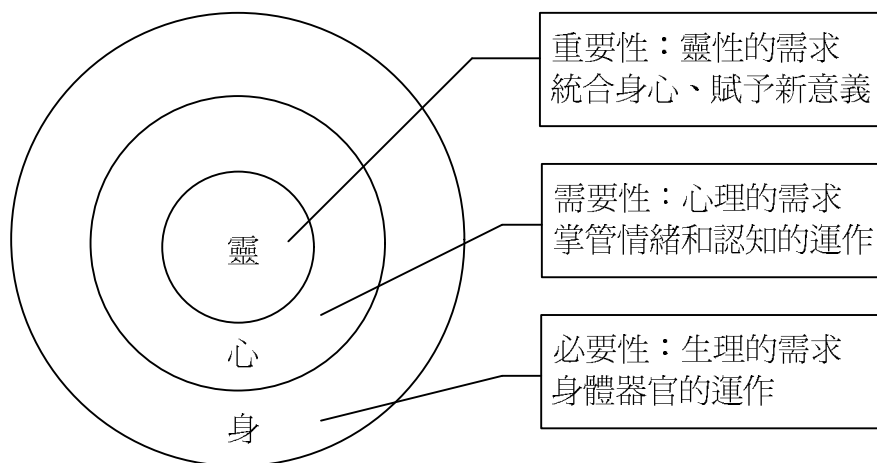 重要性：靈性的需求
統合身心、賦予新意義
需要性：心理的需求
掌管情緒和認知的運作
靈
心
必要性：生理的需求
身體器官的運作
身